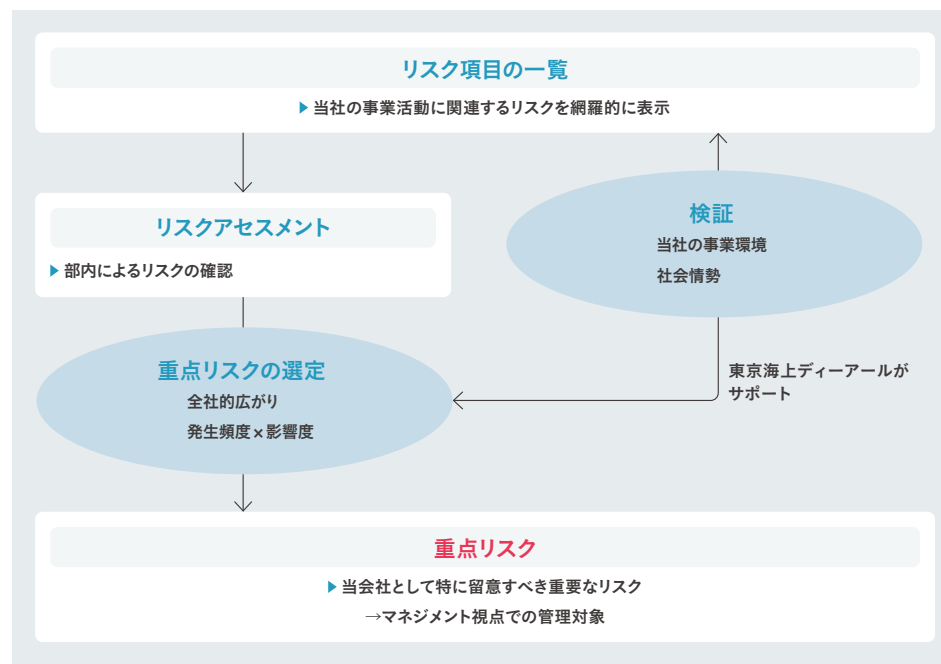 リスク項目の一覧
▶当社の事業活動に関連するリスクを網羅的に表示
リスクアセスメント
▶部内によるリスクの確認
検証
当社の事業環境
社会情勢
重点リスクの選定
全社的広がり
発生頻度×影響度
東京海上ディーアールが
サポート
重点リスク
▶当会社として特に留意すべき重要なリスク
→マネジメント視点での管理対象